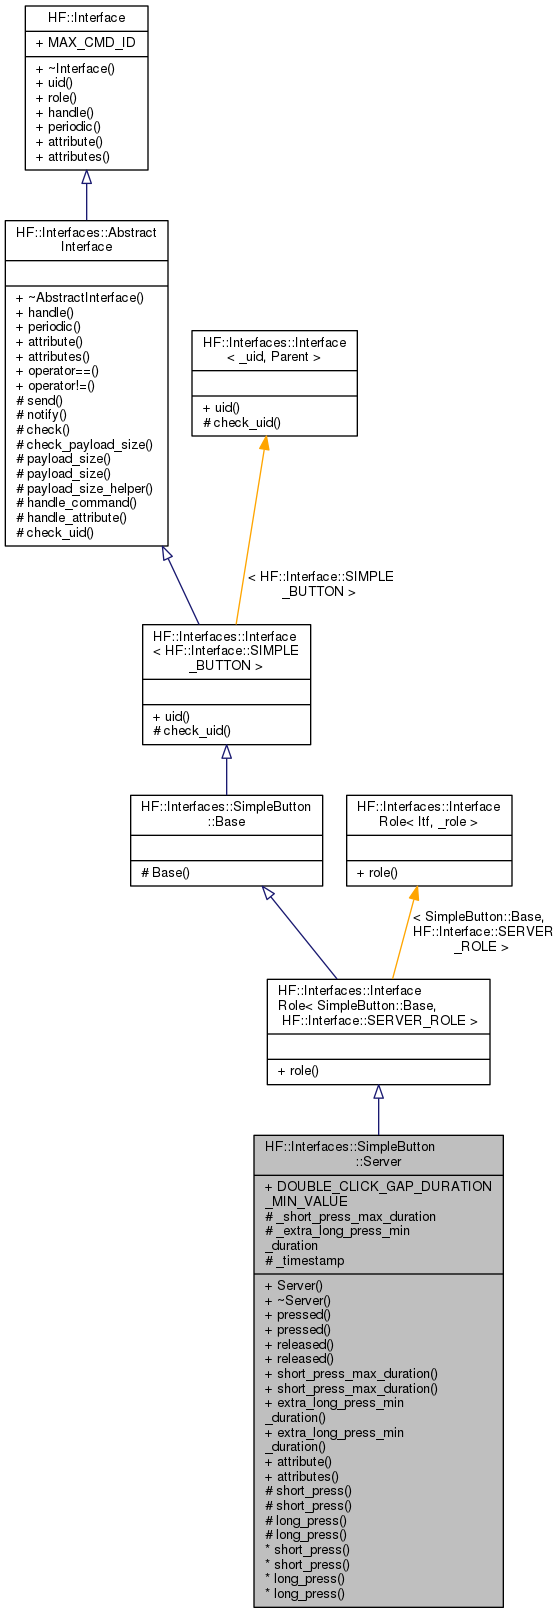 HF::Interface
+ MAX_CMD_ID
+ ~Interface()
+ uid()
+ role()
+ handle()
+ periodic()
+ attribute()
+ attributes()
HF::Interfaces::Abstract
Interface
+ ~AbstractInterface()
+ handle()
+ periodic()
+ attribute()
+ attributes()
+ operator==()
+ operator!=()
# send()
# notify()
# check()
# check_payload_size()
# payload_size()
# payload_size()
# payload_size_helper()
# handle_command()
# handle_attribute()
# check_uid()
HF::Interfaces::Interface
< _uid, Parent >
+ uid()
# check_uid()
< HF::Interface::SIMPLE
_BUTTON >
HF::Interfaces::Interface
< HF::Interface::SIMPLE
_BUTTON >
+ uid()
# check_uid()
HF::Interfaces::SimpleButton
::Base
# Base()
HF::Interfaces::Interface
Role< Itf, _role >
+ role()
< SimpleButton::Base,
HF::Interface::SERVER
_ROLE >
HF::Interfaces::Interface
Role< SimpleButton::Base,
HF::Interface::SERVER_ROLE >
+ role()
HF::Interfaces::SimpleButton
::Server
+ DOUBLE_CLICK_GAP_DURATION
_MIN_VALUE
# _short_press_max_duration
# _extra_long_press_min
_duration
# _timestamp
+ Server()
+ ~Server()
+ pressed()
+ pressed()
+ released()
+ released()
+ short_press_max_duration()
+ short_press_max_duration()
+ extra_long_press_min
_duration()
+ extra_long_press_min
_duration()
+ attribute()
+ attributes()
# short_press()
# short_press()
# long_press()
# long_press()
* short_press()
* short_press()
* long_press()
* long_press()